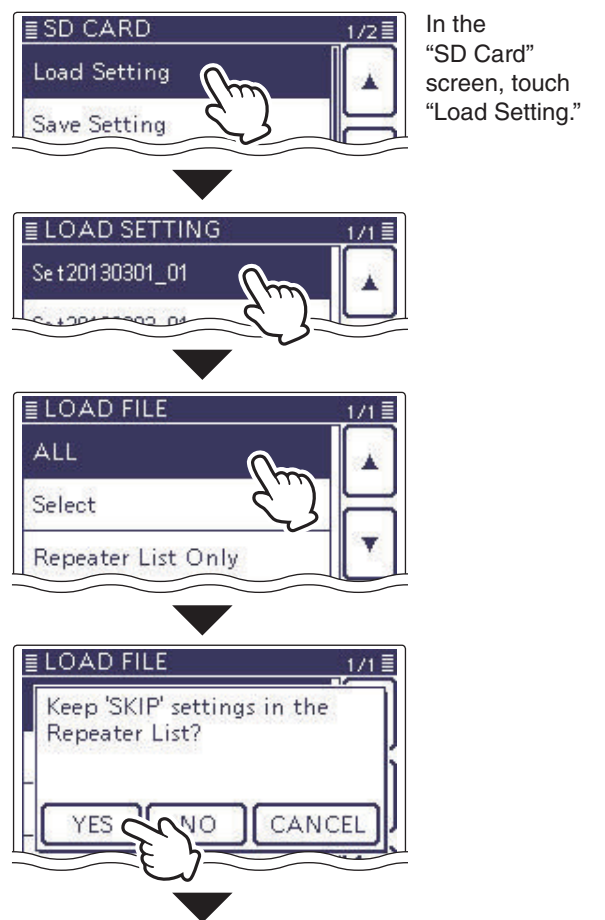 SD CARD 1/2
In the
“SD Card”
screen, touch
“Load Setting.”
Load Setting
Save Setting
LOAD SETTING 1/1
Set20130301_01
LOAD FILE 1/1
ALL
Select
Repeater List Only
LOAD FILE 1/1
Keep 'SKIP' settings in the
Repeater List?
YES NO CANCEL